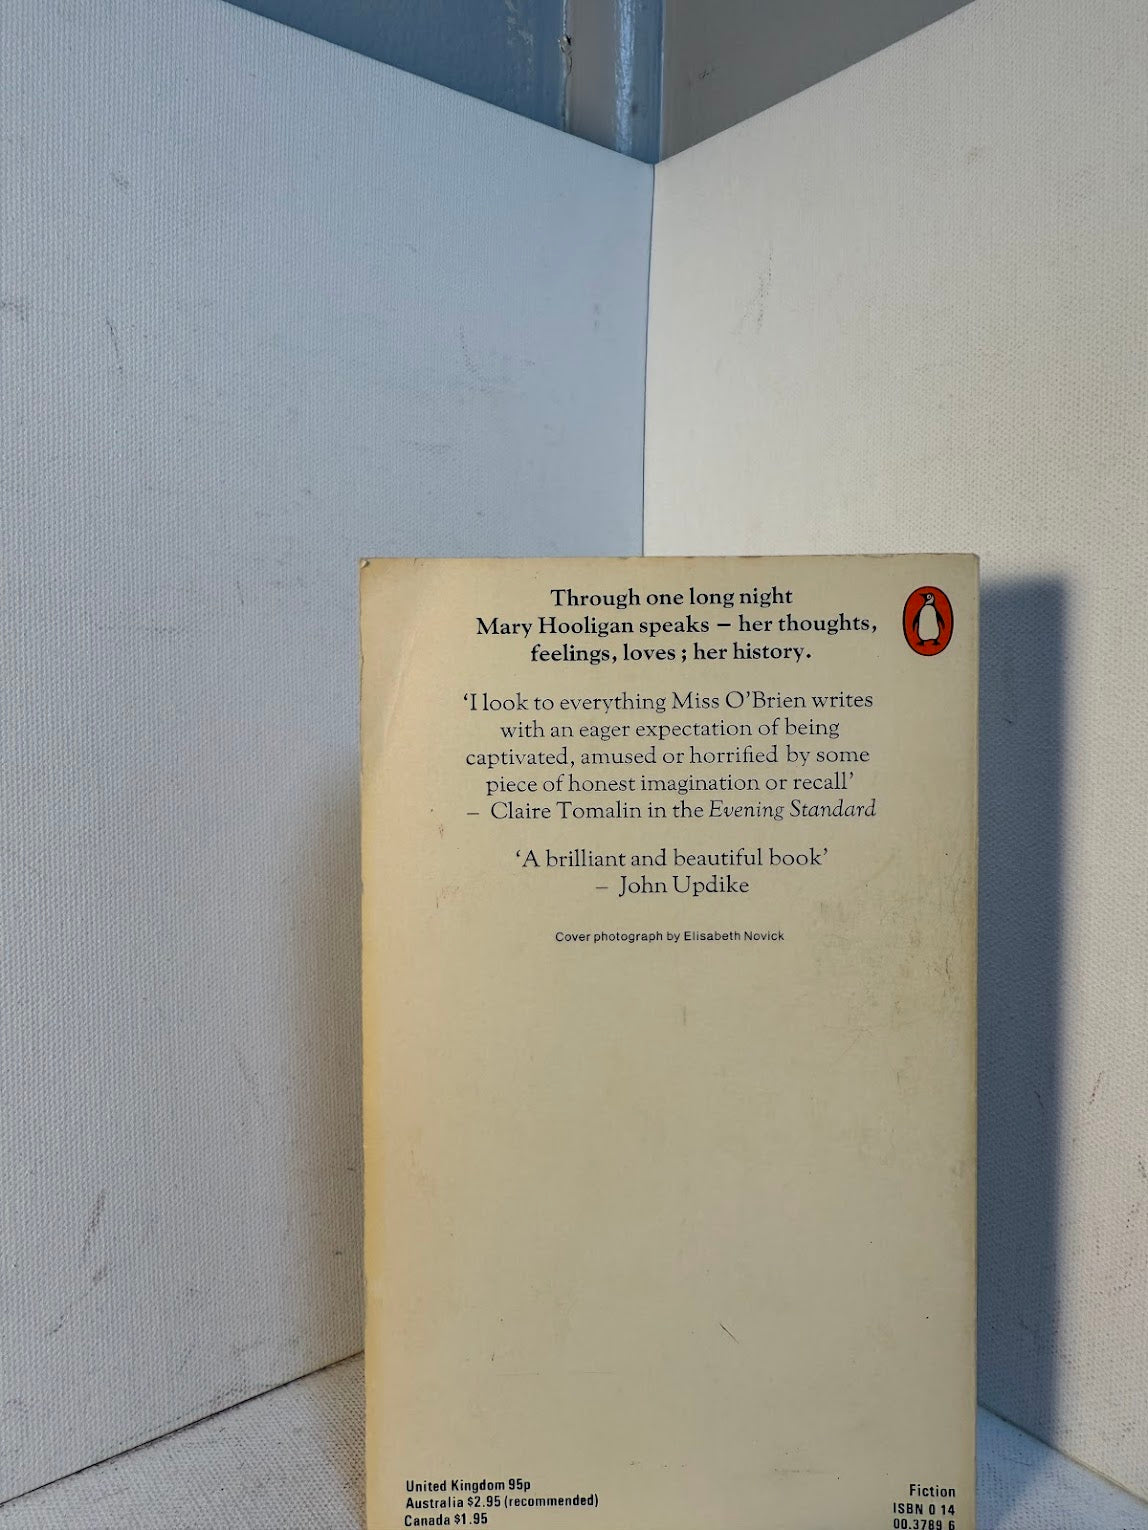 Through one long night
Mary Hooligan speaks – her thoughts,
feelings, loves ; her history.
‘I look to everything Miss O’Brien writes
with an eager expectation of being
captivated, amused or horrified by some
piece of honest imagination or recall’
– Claire Tomalin in the Evening Standard
‘A brilliant and beautiful book’
– John Updike
Cover photograph by Elisabeth Novick
United Kingdom 95p
Australia $2.95 (recommended)
Canada $1.95
Fiction
ISBN 0 14
00.3789 6